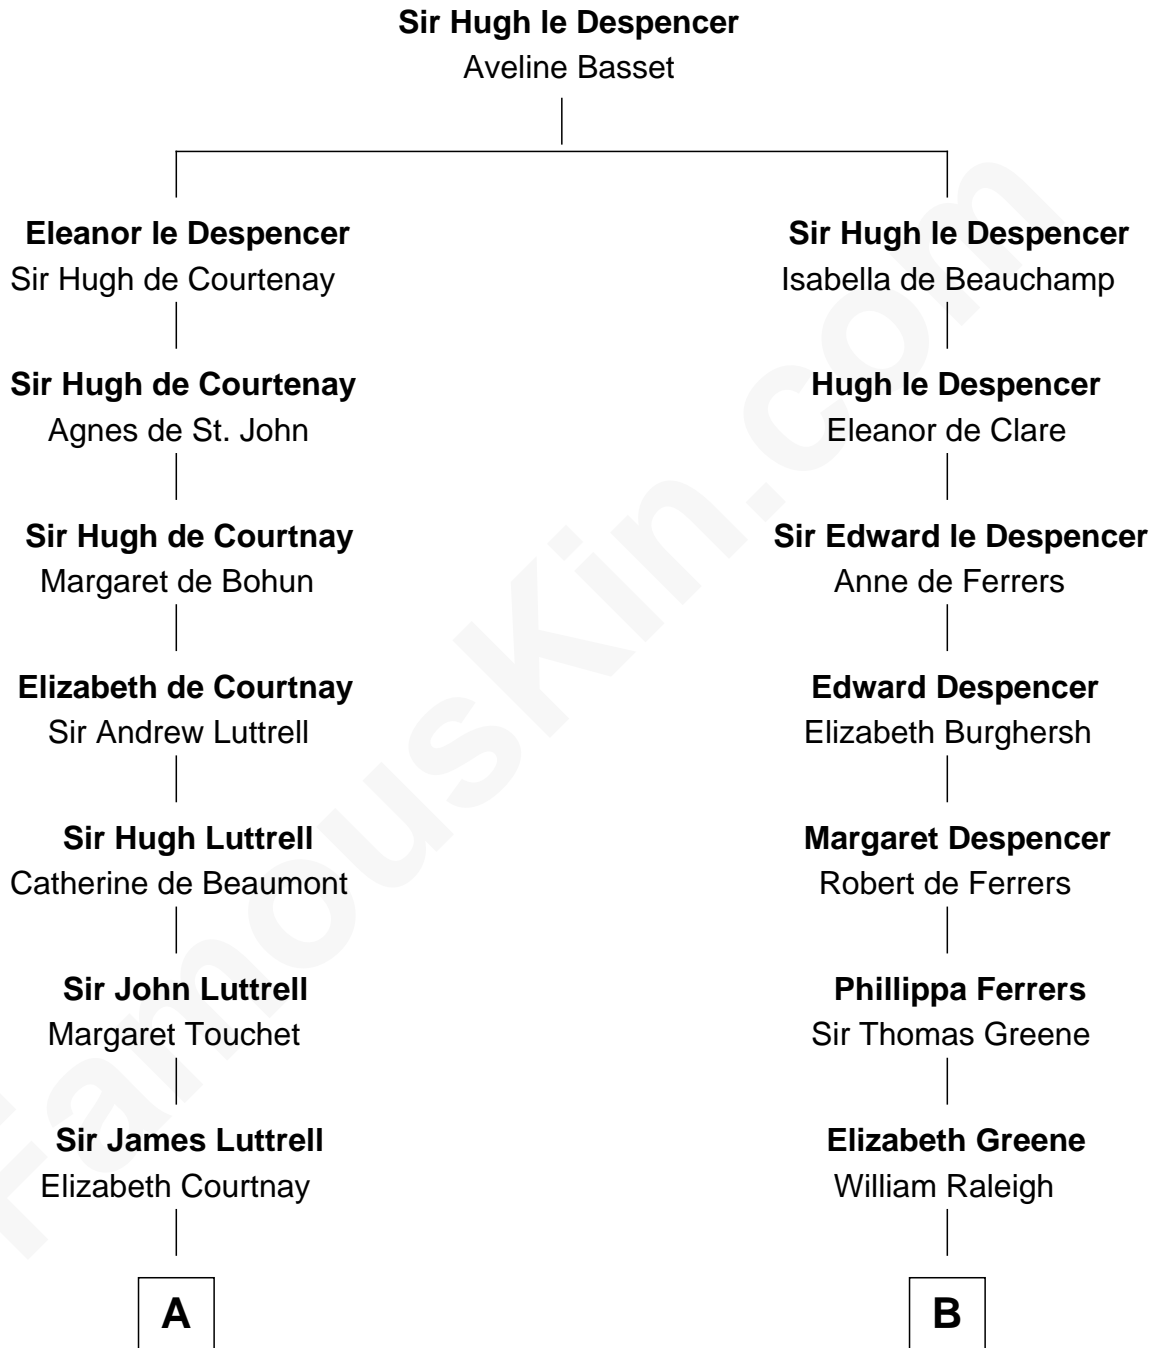 Sir Hugh le Despencer
Aveline Basset
Eleanor le Despencer
Sir Hugh de Courtenay
Sir Hugh le Despencer
Isabella de Beauchamp
Sir Hugh de Courtenay
Agnes de St. John
Hugh le Despencer
Eleanor de Clare
Sir Hugh de Courtnay
Margaret de Bohun
Sir Edward le Despencer
Anne de Ferrers
Elizabeth de Courtnay
Sir Andrew Luttrell
Edward Despencer
Elizabeth Burghersh
Sir Hugh Luttrell
Catherine de Beaumont
Margaret Despencer
Robert de Ferrers
Sir John Luttrell
Margaret Touchet
Phillippa Ferrers
Sir Thomas Greene
Sir James Luttrell
Elizabeth Courtnay
Elizabeth Greene
William Raleigh
A
B
FamousKin.com